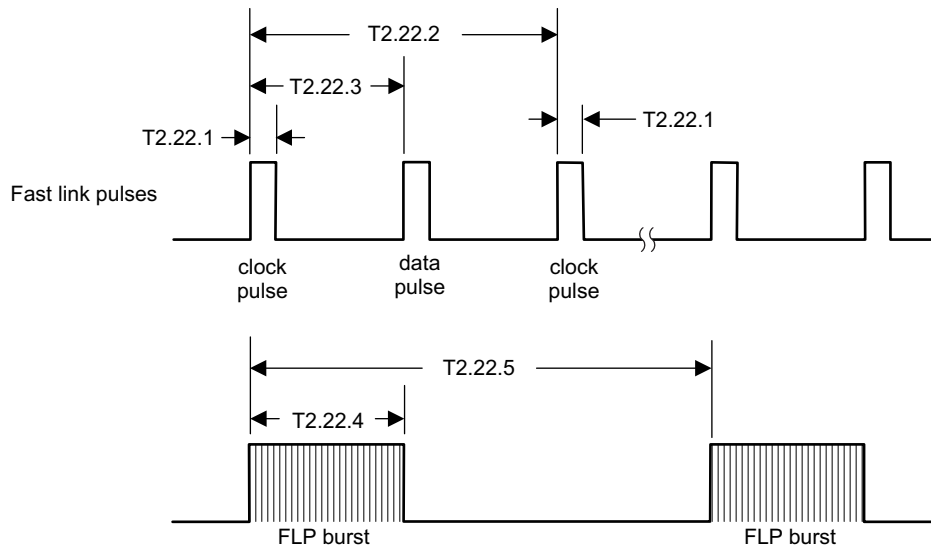 T2.22.2
T2.22.3
T2.22.1
T2.22.1
Fast link pulses
clock
pulse
data
pulse
clock
pulse
T2.22.5
T2.22.4
FLP burst
FLP burst